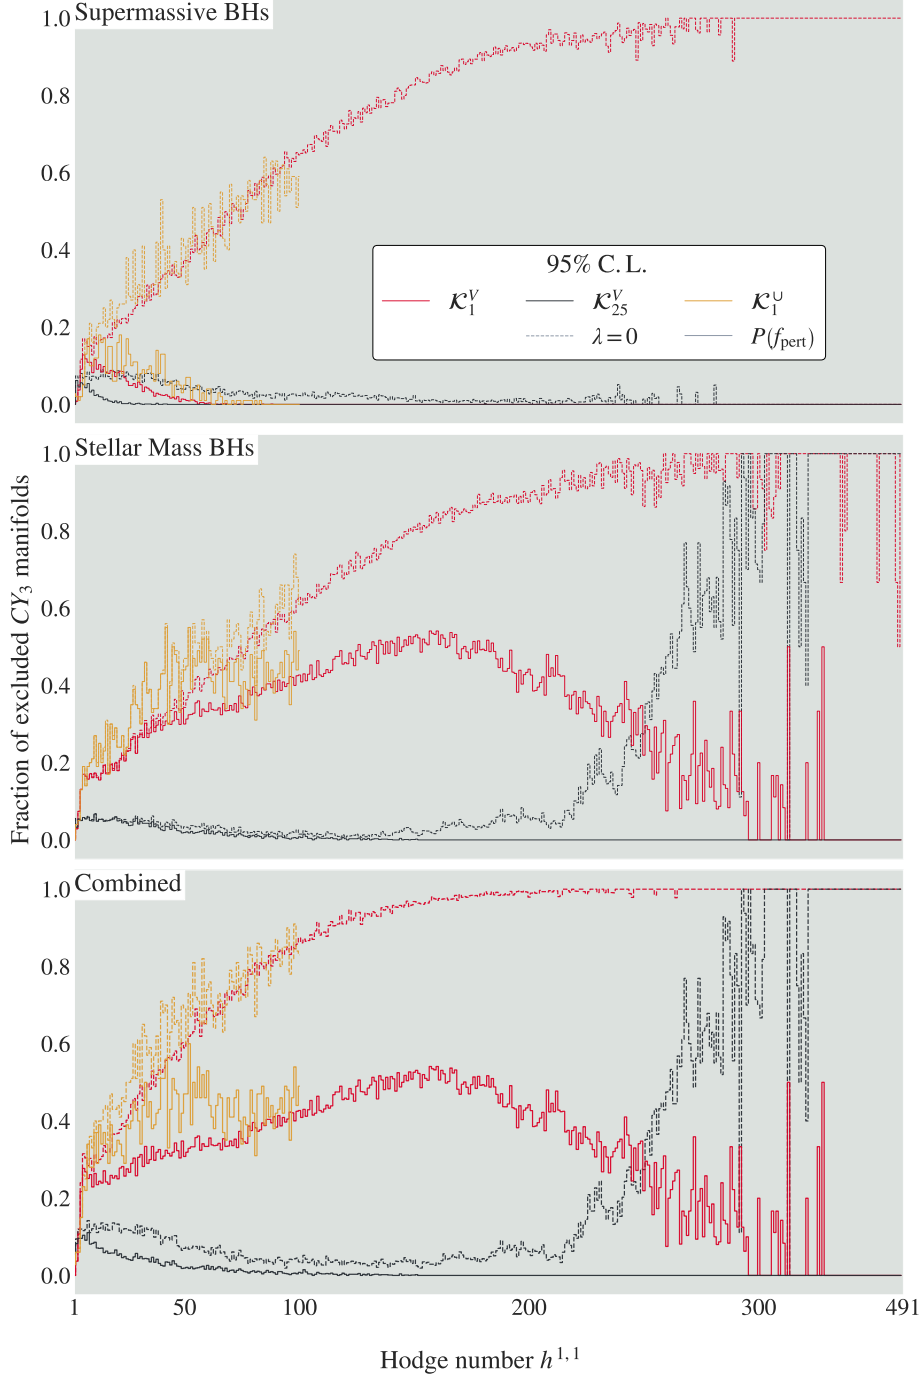 Supermassive BHs
1.0
0.8
0.6
0.4
0.2
0.0
95% C. L.
𝒦₁ⱽ 𝒦₂₅ⱽ 𝒦₁^∪
λ = 0 P(f_pert)
Stellar Mass BHs
1.0
0.8
0.6
0.4
0.2
0.0
Fraction of excluded CY₃ manifolds
Combined
1.0
0.8
0.6
0.4
0.2
0.0
1 50 100 200 300 491
Hodge number h^{1,1}